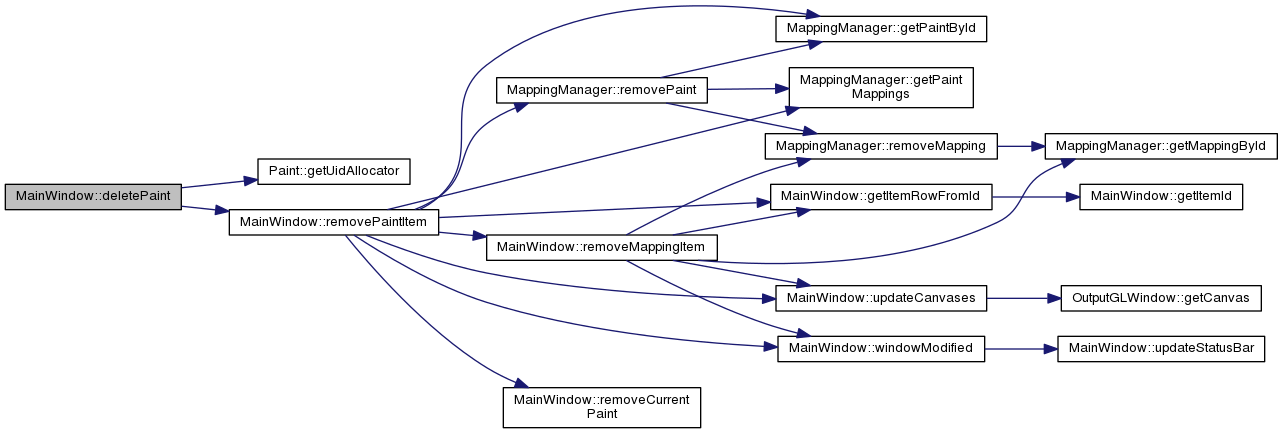 MainWindow::deletePaint
Paint::getUidAllocator
MainWindow::removePaintItem
MappingManager::removePaint
MainWindow::removeMappingItem
MainWindow::removeCurrent
Paint
MappingManager::getPaintById
MappingManager::getPaint
Mappings
MappingManager::removeMapping
MainWindow::getItemRowFromId
MainWindow::updateCanvases
MainWindow::windowModified
MappingManager::getMappingById
MainWindow::getItemId
OutputGLWindow::getCanvas
MainWindow::updateStatusBar